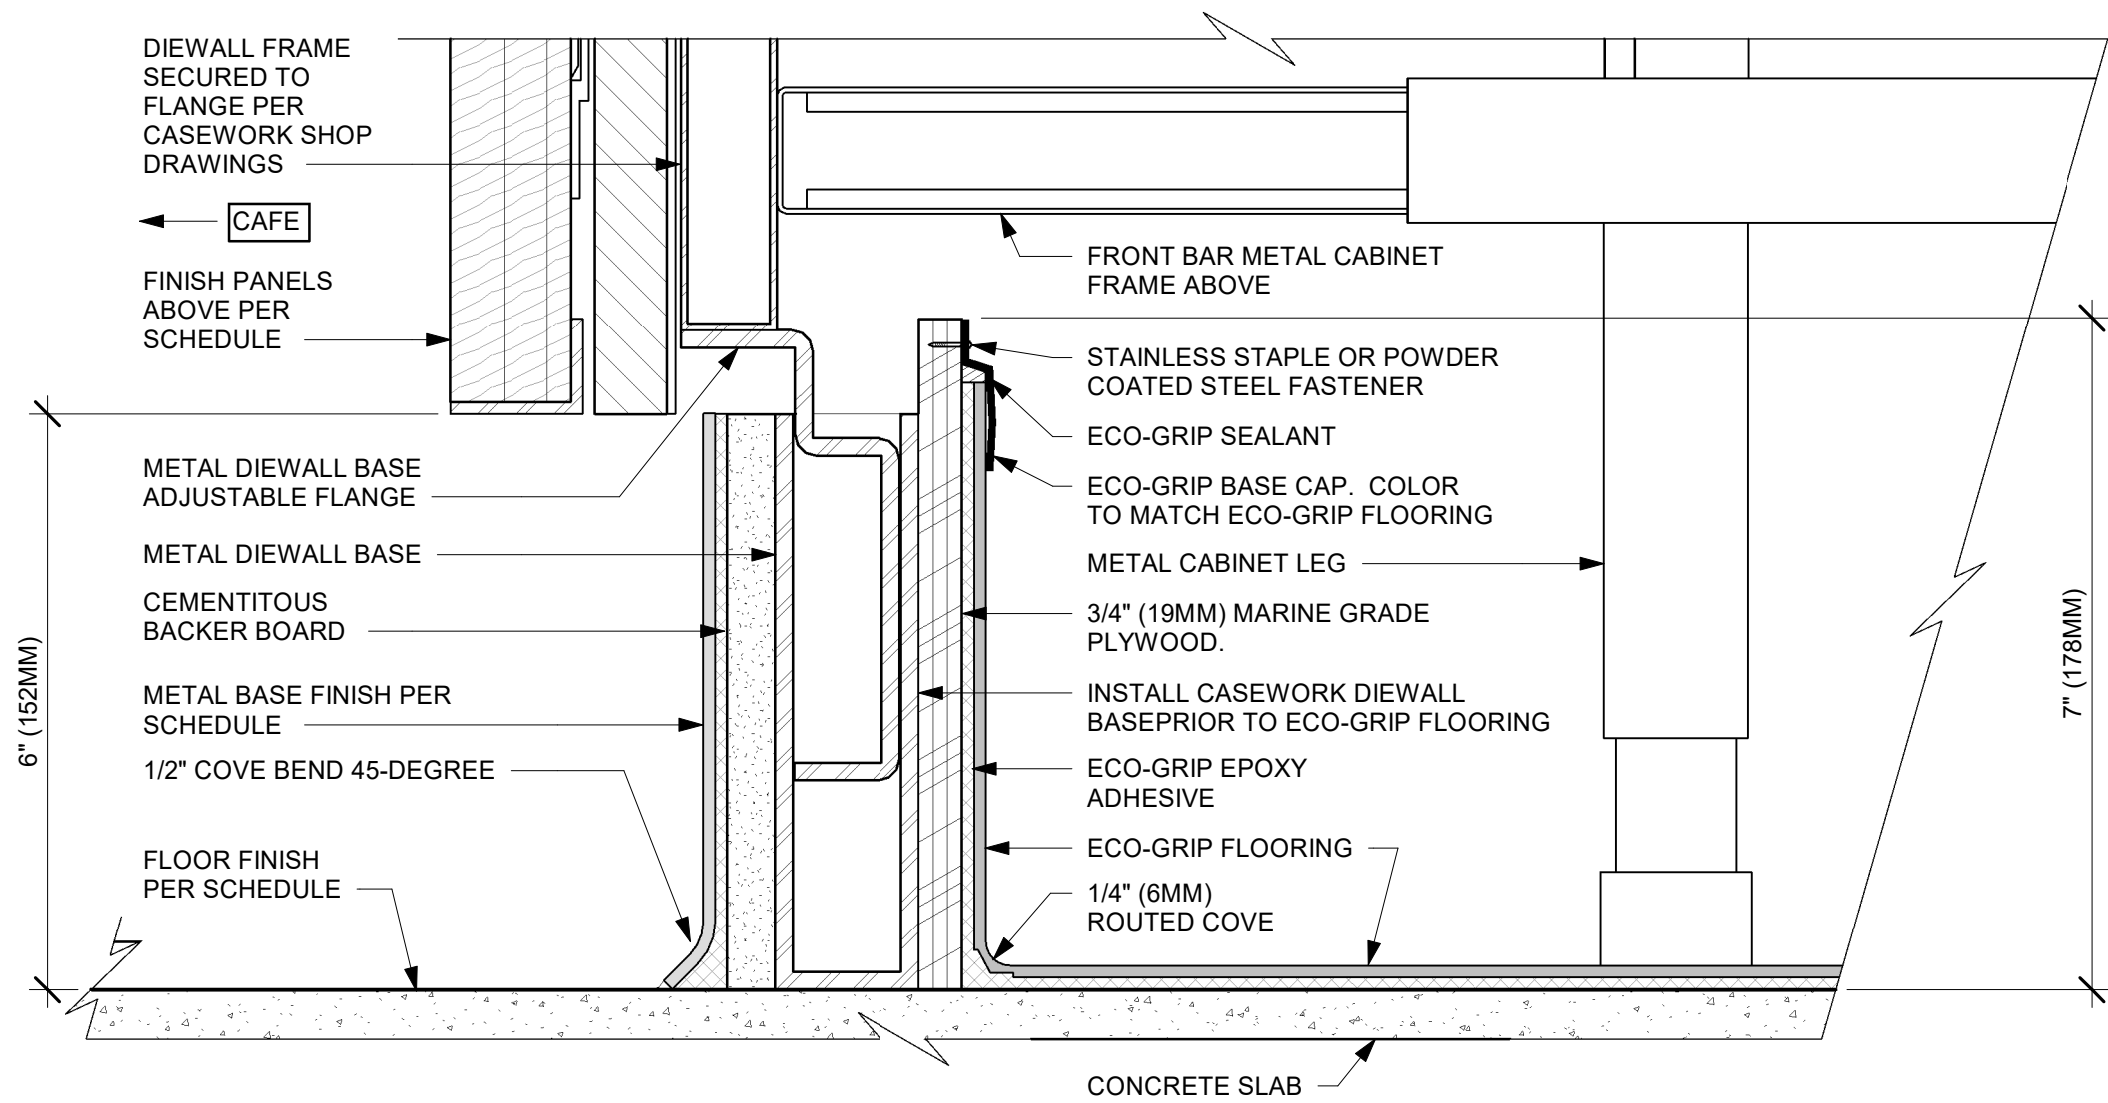 DIEWALL FRAME
SECURED TO
FLANGE PER
CASEWORK SHOP
DRAWINGS
CAFE
FINISH PANELS
ABOVE PER
SCHEDULE
METAL DIEWALL BASE
ADJUSTABLE FLANGE
METAL DIEWALL BASE
CEMENTITOUS
BACKER BOARD
METAL BASE FINISH PER
SCHEDULE
1/2" COVE BEND 45-DEGREE
FLOOR FINISH
PER SCHEDULE
6" (152MM)
FRONT BAR METAL CABINET
FRAME ABOVE
STAINLESS STAPLE OR POWDER
COATED STEEL FASTENER
ECO-GRIP SEALANT
ECO-GRIP BASE CAP. COLOR
TO MATCH ECO-GRIP FLOORING
METAL CABINET LEG
3/4" (19MM) MARINE GRADE
PLYWOOD.
INSTALL CASEWORK DIEWALL
BASEPRIOR TO ECO-GRIP FLOORING
ECO-GRIP EPOXY
ADHESIVE
ECO-GRIP FLOORING
1/4" (6MM)
ROUTED COVE
CONCRETE SLAB
7" (178MM)